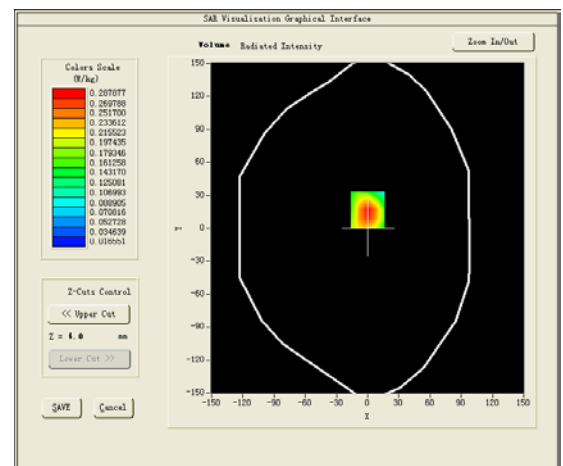 SAR Visualisation Graphical Interface
Volume Radiated Intensity
Zoom In/Out
Colors Scale
(W/kg)
0.287877
0.269788
0.251700
0.233612
0.215523
0.197435
0.179346
0.161258
0.143170
0.125081
0.106993
0.088905
0.070816
0.052728
0.034639
0.016551
Z-Cuts Control
<< Upper Cut
Z = 4.0 mm
Lower Cut >>
SAVE
Cancel
150
120
90
60
30
0
-30
-60
-90
-120
-150
Y
-150 -120 -90 -60 -30 0 30 60 90 120 150
X